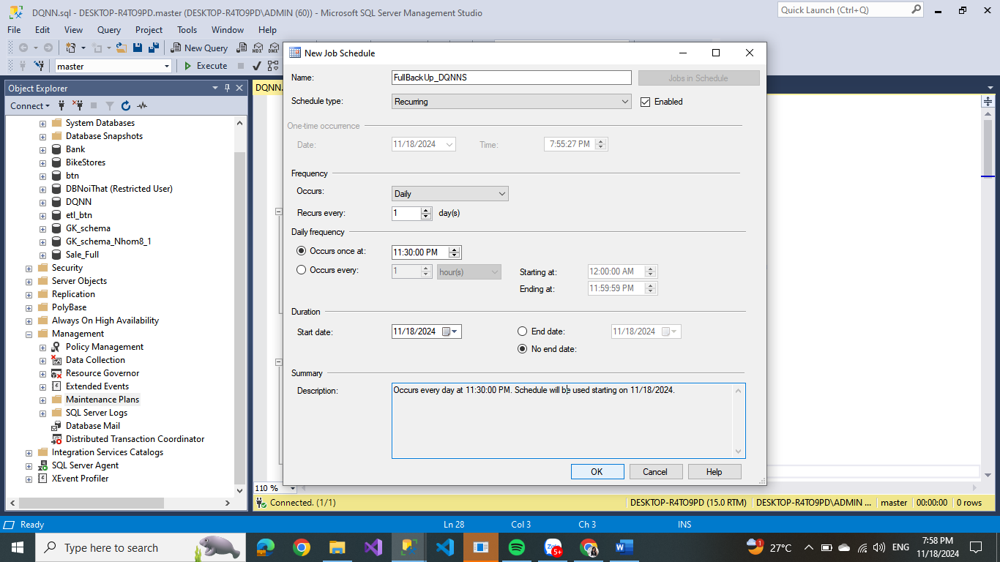 DQNN.sql - DESKTOP-R4TO9PD.master (DESKTOP-R4TO9PD\ADMIN (60)) - Microsoft SQL Server Management Studio
Quick Launch (Ctrl+Q)
File Edit View Query Project Tools Window Help
New Query MDX DMX
master Execute
Object Explorer
Connect
System Databases
Database Snapshots
Bank
BikeStores
btn
DBNoiThat (Restricted User)
DQNN
etl_btn
GK_schema
GK_schema_Nhom8_1
Sale_Full
Security
Server Objects
Replication
PolyBase
Always On High Availability
Management
Policy Management
Data Collection
Resource Governor
Extended Events
Maintenance Plans
SQL Server Logs
Database Mail
Distributed Transaction Coordinator
Integration Services Catalogs
SQL Server Agent
XEvent Profiler
DQNN.
New Job Schedule
Name: FullBackUp_DQNNS Jobs in Schedule
Schedule type: Recurring Enabled
One-time occurrence
Date: 11/18/2024 Time: 7:55:27 PM
Frequency
Occurs: Daily
Recurs every: 1 day(s)
Daily frequency
Occurs once at: 11:30:00 PM
Occurs every: 1 hour(s) Starting at: 12:00:00 AM
Ending at: 11:59:59 PM
Duration
Start date: 11/18/2024 End date: 11/18/2024
No end date:
Summary
Description: Occurs every day at 11:30:00 PM. Schedule will be used starting on 11/18/2024.
OK Cancel Help
110 %
Connected. (1/1) DESKTOP-R4TO9PD (15.0 RTM) DESKTOP-R4TO9PD\ADMIN ... master 00:00:00 0 rows
Ready Ln 28 Col 3 Ch 3 INS
Type here to search
Zalo 5+
1 27°C ENG 7:58 PM
11/18/2024